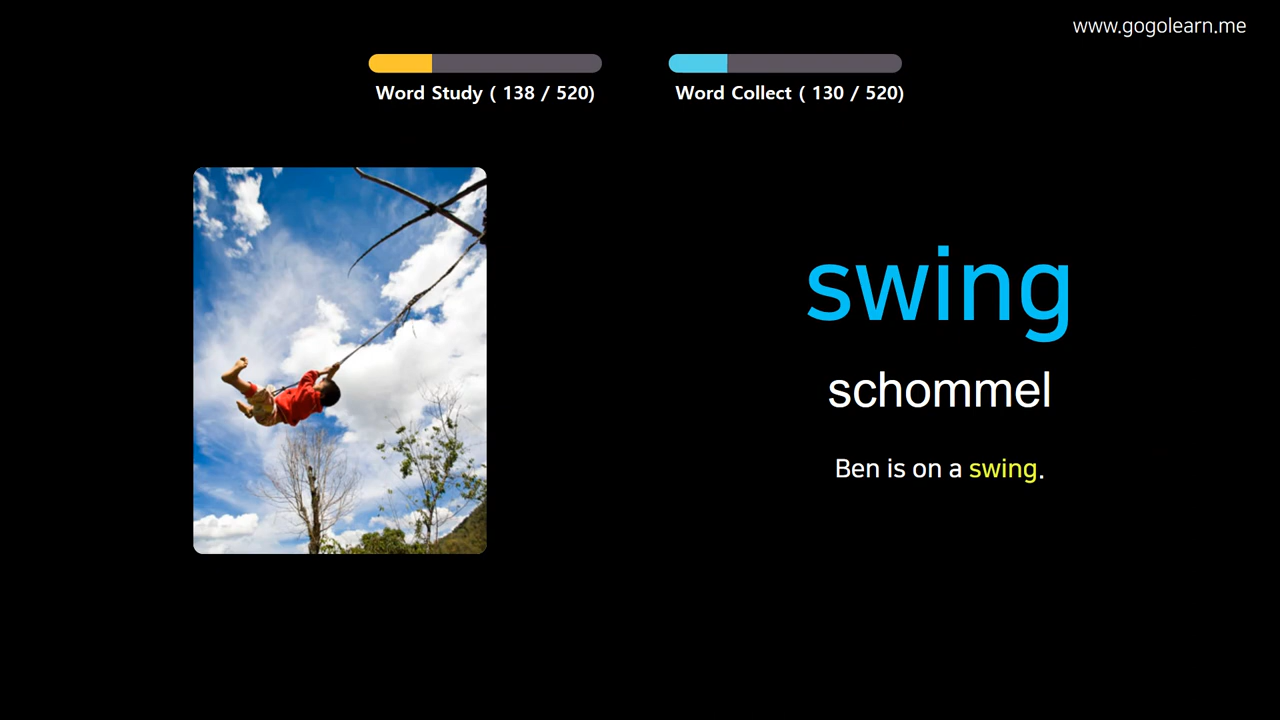 www.gogolearn.me
Word Study ( 138 / 520)
Word Collect ( 130 / 520)
swing
schommel
Ben is on a swing.